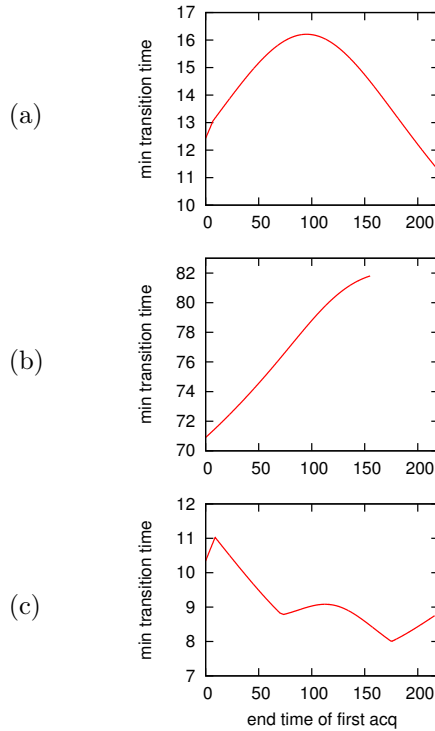 (a)
min transition time
17
16
15
14
13
12
11
10
0 50 100 150 200
(b)
min transition time
82
80
78
76
74
72
70
0 50 100 150 200
(c)
min transition time
12
11
10
9
8
7
0 50 100 150 200
end time of first acq